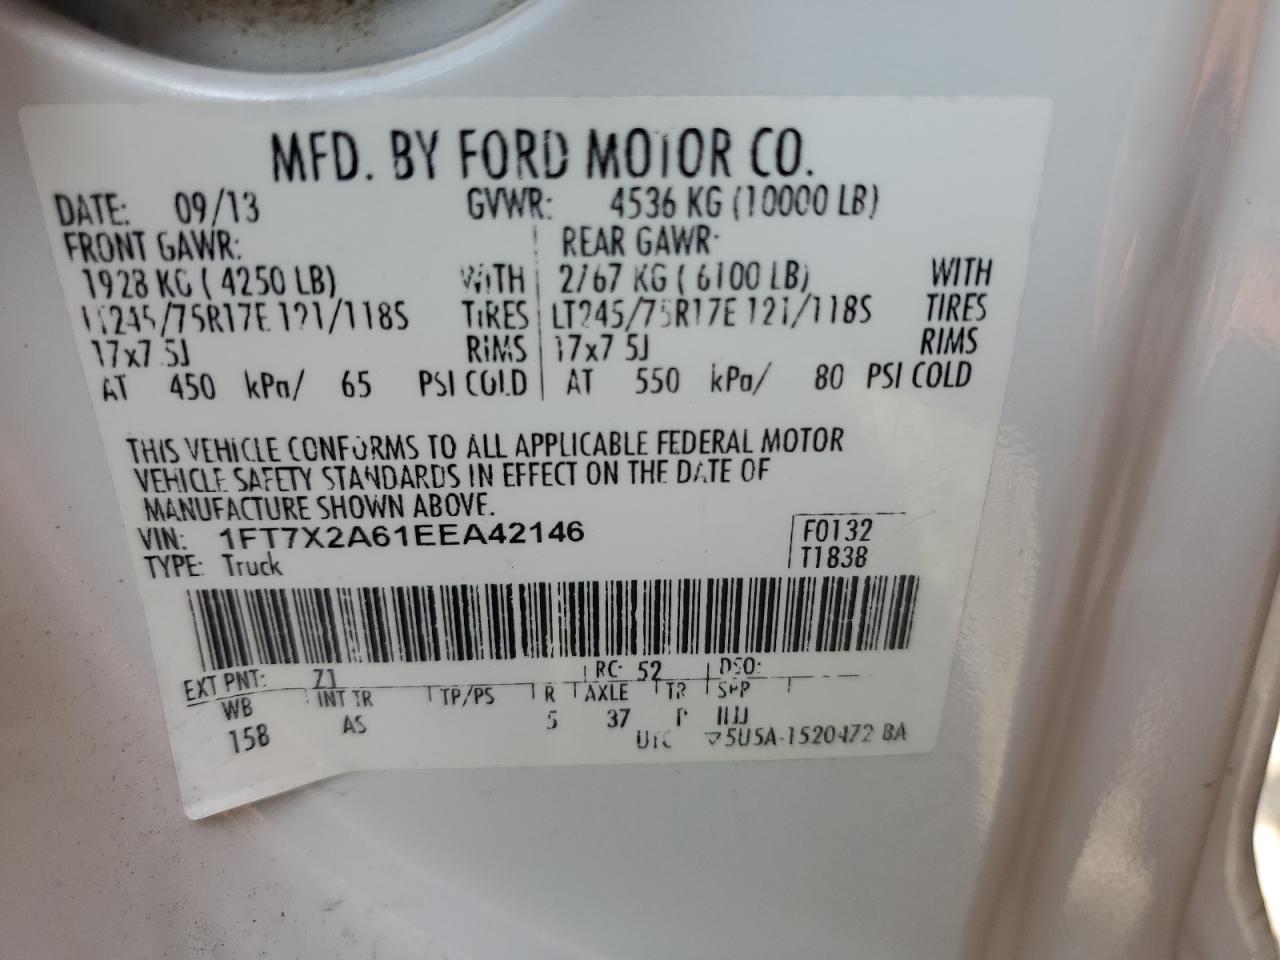 MFD. BY FORD MOTOR CO.
DATE: 09/13 GVWR: 4536 KG (10000 LB)
FRONT GAWR: REAR GAWR:
1928 KG ( 4250 LB) WITH 2767 KG ( 6100 LB) WITH
LT245/75R17E 121/118S TIRES LT245/75R17E 121/118S TIRES
17x7.5J RIMS 17x7.5J RIMS
AT 450 kPa/ 65 PSI COLD AT 550 kPa/ 80 PSI COLD
THIS VEHICLE CONFORMS TO ALL APPLICABLE FEDERAL MOTOR
VEHICLE SAFETY STANDARDS IN EFFECT ON THE DATE OF
MANUFACTURE SHOWN ABOVE.
VIN: 1FT7X2A61EEA42146 F0132
TYPE: Truck T1838
EXT PNT: Z1 RC: 52 DSO:
WB INT TR TP/PS R AXLE TR SPR
158 AS 5 37 P
5U5A-1520472 BA